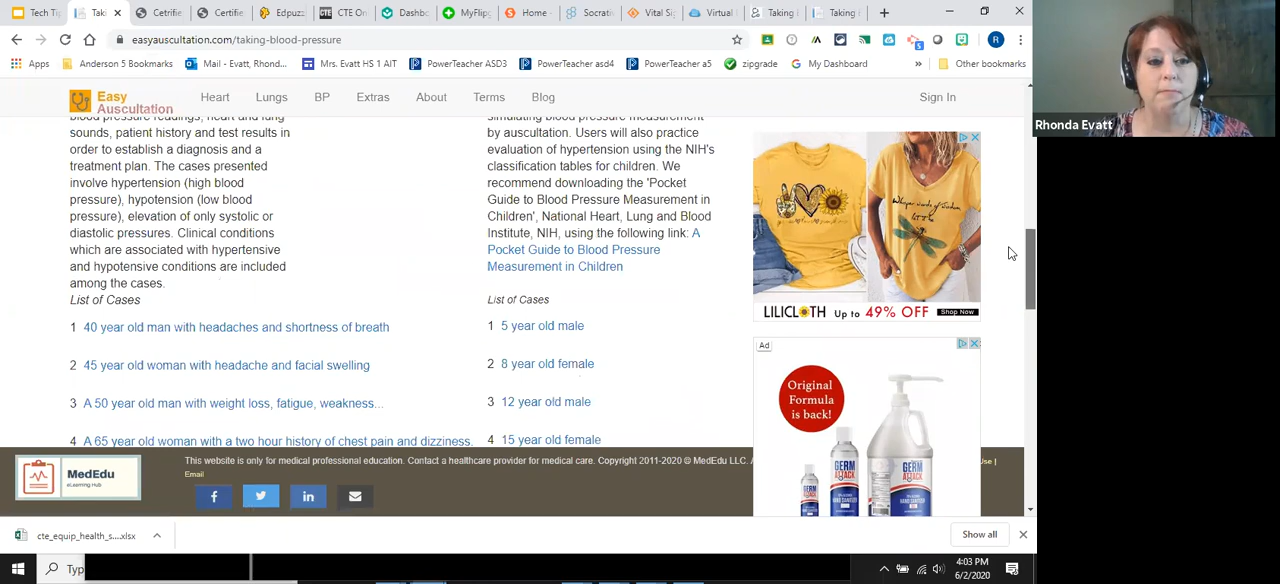 Tech Ti
Taki
Cetrifie
Certifie
Edpuzz
CTE On
Dashb
MyFlip
Home -
Socrati
Vital Si
Virtual
Taking
Taking
easyauscultation.com/taking-blood-pressure
R
Apps
Anderson 5 Bookmarks
Mail - Evatt, Rhond...
Mrs. Evatt HS 1 AIT
PowerTeacher ASD3
PowerTeacher asd4
PowerTeacher a5
zipgrade
My Dashboard
»
Other bookmarks
Easy
Auscultation
Heart
Lungs
BP
Extras
About
Terms
Blog
Sign In
Rhonda Evatt
blood pressure readings, heart and lung
sounds, patient history and test results in
order to establish a diagnosis and a
treatment plan. The cases presented
involve hypertension (high blood
pressure), hypotension (low blood
pressure), elevation of only systolic or
diastolic pressures. Clinical conditions
which are associated with hypertensive
and hypotensive conditions are included
among the cases.
List of Cases
1 40 year old man with headaches and shortness of breath
2 45 year old woman with headache and facial swelling
3 A 50 year old man with weight loss, fatigue, weakness...
4 A 65 year old woman with a two hour history of chest pain and dizziness.
simulating blood pressure measurement
by auscultation. Users will also practice
evaluation of hypertension using the NIH's
classification tables for children. We
recommend downloading the 'Pocket
Guide to Blood Pressure Measurement in
Children', National Heart, Lung and Blood
Institute, NIH, using the following link: A
Pocket Guide to Blood Pressure
Measurement in Children
List of Cases
1 5 year old male
2 8 year old female
3 12 year old male
4 15 year old female
Whisper words of Wisdom
let it be
LILICLOTH Up to 49% OFF Shop Now
Ad
Original
Formula
is back!
GERM
ATTACK
GERM
ATTACK
MedEdu
eLearning Hub
This website is only for medical professional education. Contact a healthcare provider for medical care. Copyright 2011-2020 © MedEdu LLC. A
Use |
Email
cte_equip_health_s....xlsx
Show all
Typ
4:03 PM
6/2/2020